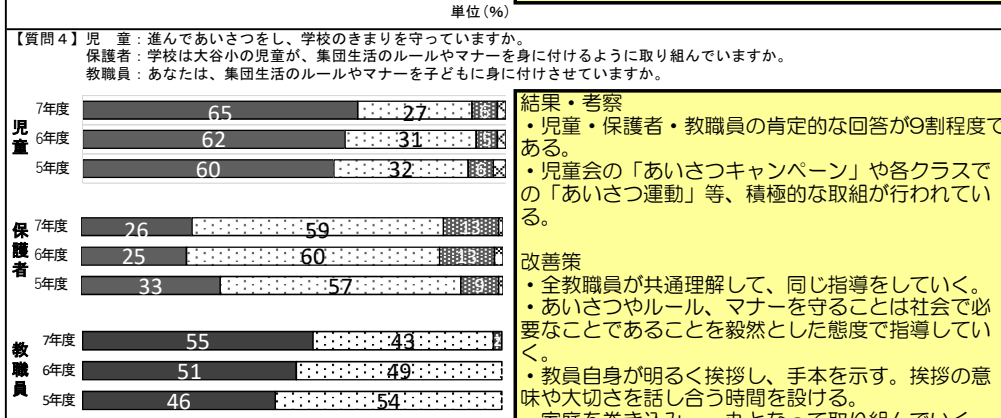 単位(%)
【質問4】児　童：進んであいさつをし、学校のきまりを守っていますか。
保護者：学校は大谷小の児童が、集団生活のルールやマナーを身に付けるように取り組んでいますか。
教職員：あなたは、集団生活のルールやマナーを子どもに身に付けさせていますか。
児童
7年度 65 27 6
6年度 62 31 5
5年度 60 32 6
保護者
7年度 26 59 13
6年度 25 60 13
5年度 33 57 9
教職員
7年度 55 43 2
6年度 51 49
5年度 46 54
結果・考察
・児童・保護者・教職員の肯定的な回答が9割程度で
ある。
・児童会の「あいさつキャンペーン」や各クラスで
の「あいさつ運動」等、積極的な取組が行われてい
る。
改善策
・全教職員が共通理解して、同じ指導をしていく。
・あいさつやルール、マナーを守ることは社会で必
要なことであることを毅然とした態度で指導してい
く。
・教員自身が明るく挨拶し、手本を示す。挨拶の意
味や大切さを話し合う時間を設ける。